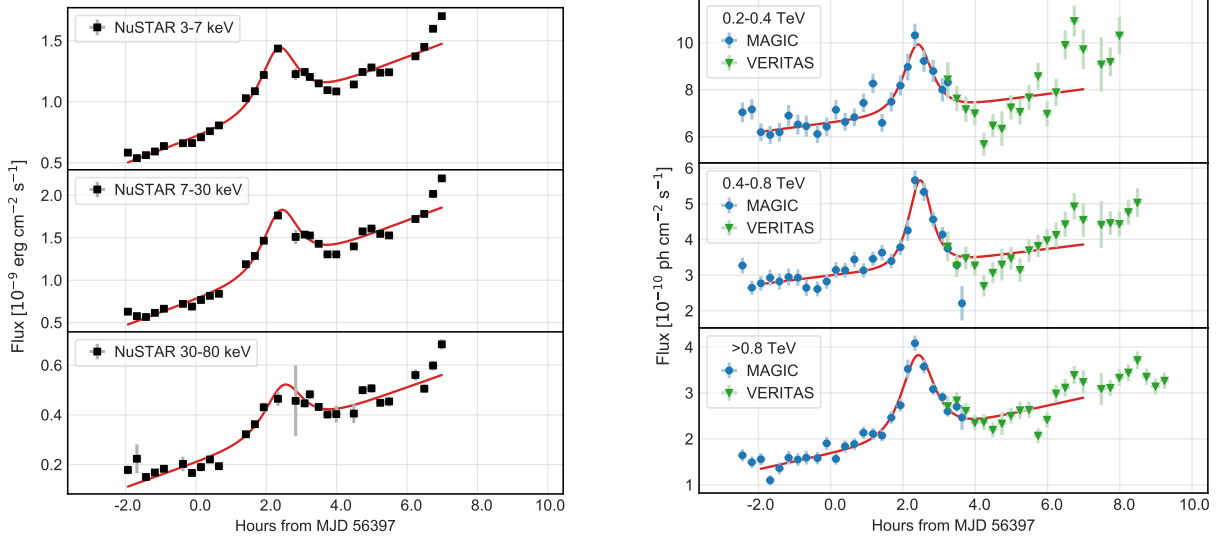 NuSTAR 3-7 keV
1.5
1.0
0.5
NuSTAR 7-30 keV
2.0
1.5
1.0
0.5
NuSTAR 30-80 keV
0.6
0.4
0.2
Flux [10⁻⁹ erg cm⁻² s⁻¹]
-2.0 0.0 2.0 4.0 6.0 8.0 10.0
Hours from MJD 56397
0.2-0.4 TeV
MAGIC
VERITAS
10
8
6
0.4-0.8 TeV
MAGIC
VERITAS
6
5
4
3
2
>0.8 TeV
MAGIC
VERITAS
4
3
2
1
Flux [10⁻¹⁰ ph cm⁻² s⁻¹]
-2.0 0.0 2.0 4.0 6.0 8.0 10.0
Hours from MJD 56397